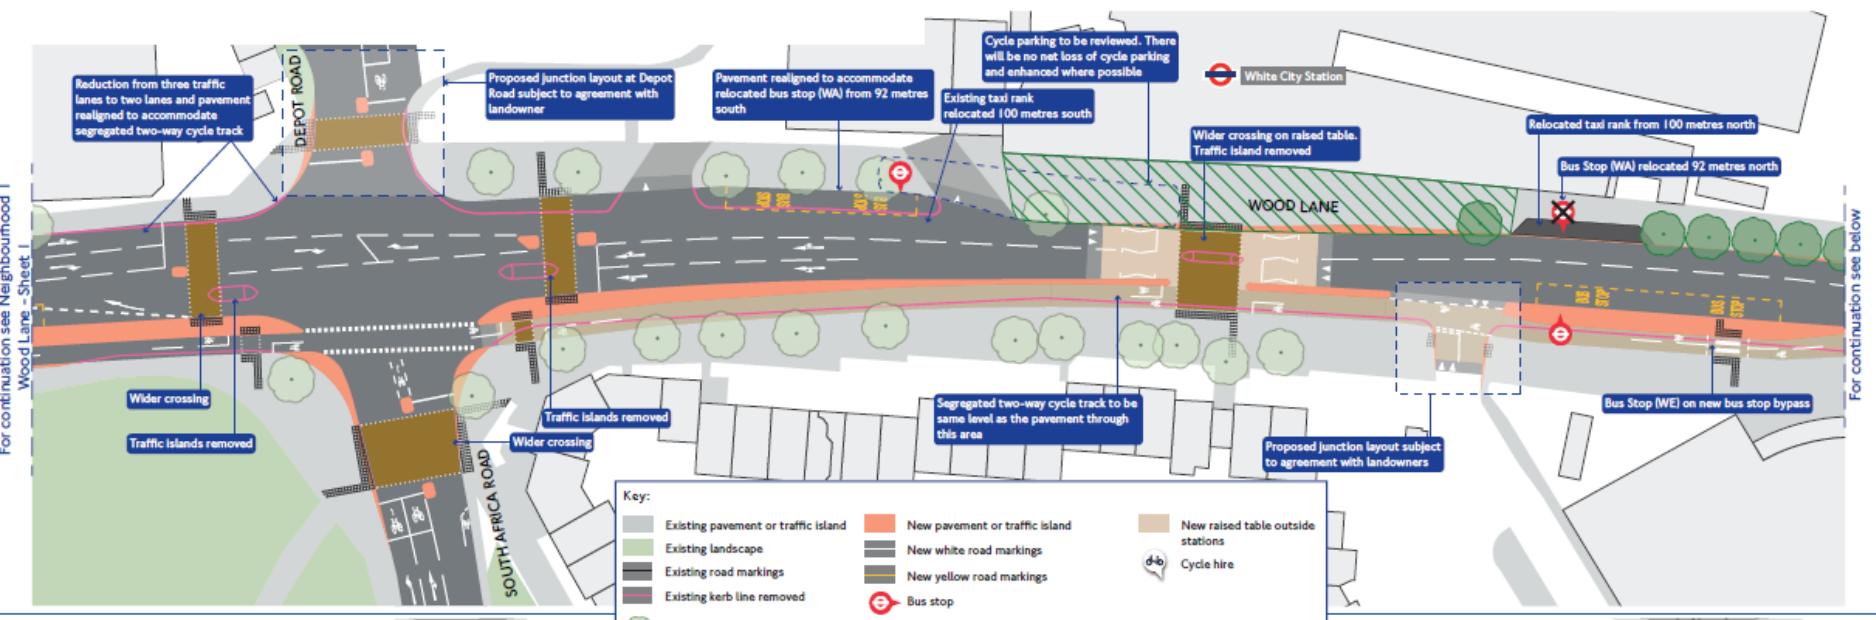 For continuation see Neighbourhood 1
Wood Lane - Sheet 1
Reduction from three traffic
lanes to two lanes and pavement
realigned to accommodate
segregated two-way cycle track
DEPOT ROAD
Proposed junction layout at Depot
Road subject to agreement with
landowner
Pavement realigned to accommodate
relocated bus stop (WA) from 92 metres
south
Cycle parking to be reviewed. There
will be no net loss of cycle parking
and enhanced where possible
Existing taxi rank
relocated 100 metres south
White City Station
Wider crossing on raised table.
Traffic island removed
Relocated taxi rank from 100 metres north
Bus Stop (WA) relocated 92 metres north
WOOD LANE
BUS
STOP
BUS
STOP
BUS
STOP
BUS
STOP
For continuation see below
Wider crossing
Traffic islands removed
Traffic islands removed
Wider crossing
SOUTH AFRICA ROAD
Segregated two-way cycle track to be
same level as the pavement through
this area
Proposed junction layout subject
to agreement with landowners
Bus Stop (WE) on new bus stop bypass
Key:
Existing pavement or traffic island
Existing landscape
Existing road markings
Existing kerb line removed
New pavement or traffic island
New white road markings
New yellow road markings
Bus stop
New raised table outside
stations
Cycle hire